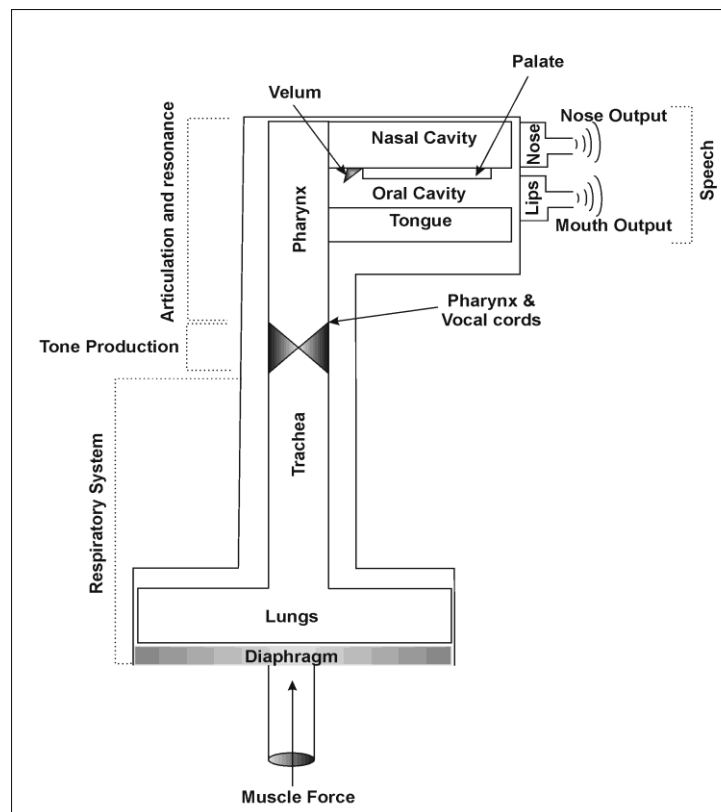 Palate
Velum
Nose Output
Nasal Cavity
Nose
Articulation and resonance
Pharynx
Oral Cavity
Lips
Speech
Tongue
Mouth Output
Pharynx &
Vocal cords
Tone Production
Trachea
Respiratory System
Lungs
Diaphragm
Muscle Force